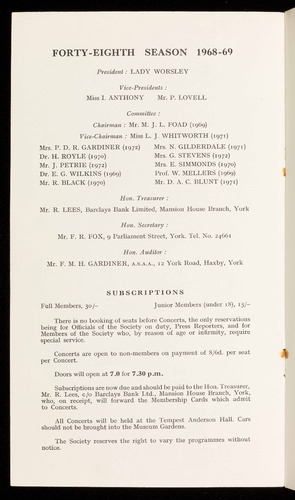 FORTY-EIGHTH SEASON 1968-69
President : LADY WORSLEY
Vice-Presidents :
Miss I. ANTHONY Mr. P. LOVELL
Committee :
Chairman : Mr. M. J. L. FOAD (1969)
Vice-Chairman : Miss L. J. WHITWORTH (1971)
Mrs. P. D. R. GARDINER (1972) Mrs. N. GILDERDALE (1971)
Dr. H. ROYLE (1970) Mrs. G. STEVENS (1972)
Mr. J. PETRIE (1972) Mrs. E. SIMMONDS (1970)
Dr. E. G. WILKINS (1969) Prof. W. MELLERS (1969)
Mr. R. BLACK (1970) Mr. D. A. C. BLUNT (1971)
Hon. Treasurer :
Mr. R. LEES, Barclays Bank Limited, Mansion House Branch, York
Hon. Secretary :
Mr. F. R. FOX, 9 Parliament Street, York. Tel. No. 24661
Hon. Auditor :
Mr. F. M. H. GARDINER, A.S.A.A., 12 York Road, Haxby, York
SUBSCRIPTIONS
Full Members, 30/- Junior Members (under 18), 15/-
There is no booking of seats before Concerts, the only reservations
being for Officials of the Society on duty, Press Reporters, and for
Members of the Society who, by reason of age or infirmity, require
special service.
Concerts are open to non-members on payment of 8/6d. per seat
per Concert.
Doors will open at 7.0 for 7.30 p.m.
Subscriptions are now due and should be paid to the Hon. Treasurer,
Mr. R. Lees, c/o Barclays Bank Ltd., Mansion House Branch, York,
who, on receipt, will forward the Membership Cards which admit
to Concerts.
All Concerts will be held at the Tempest Anderson Hall. Cars
should not be brought into the Museum Gardens.
The Society reserves the right to vary the programmes without
notice.